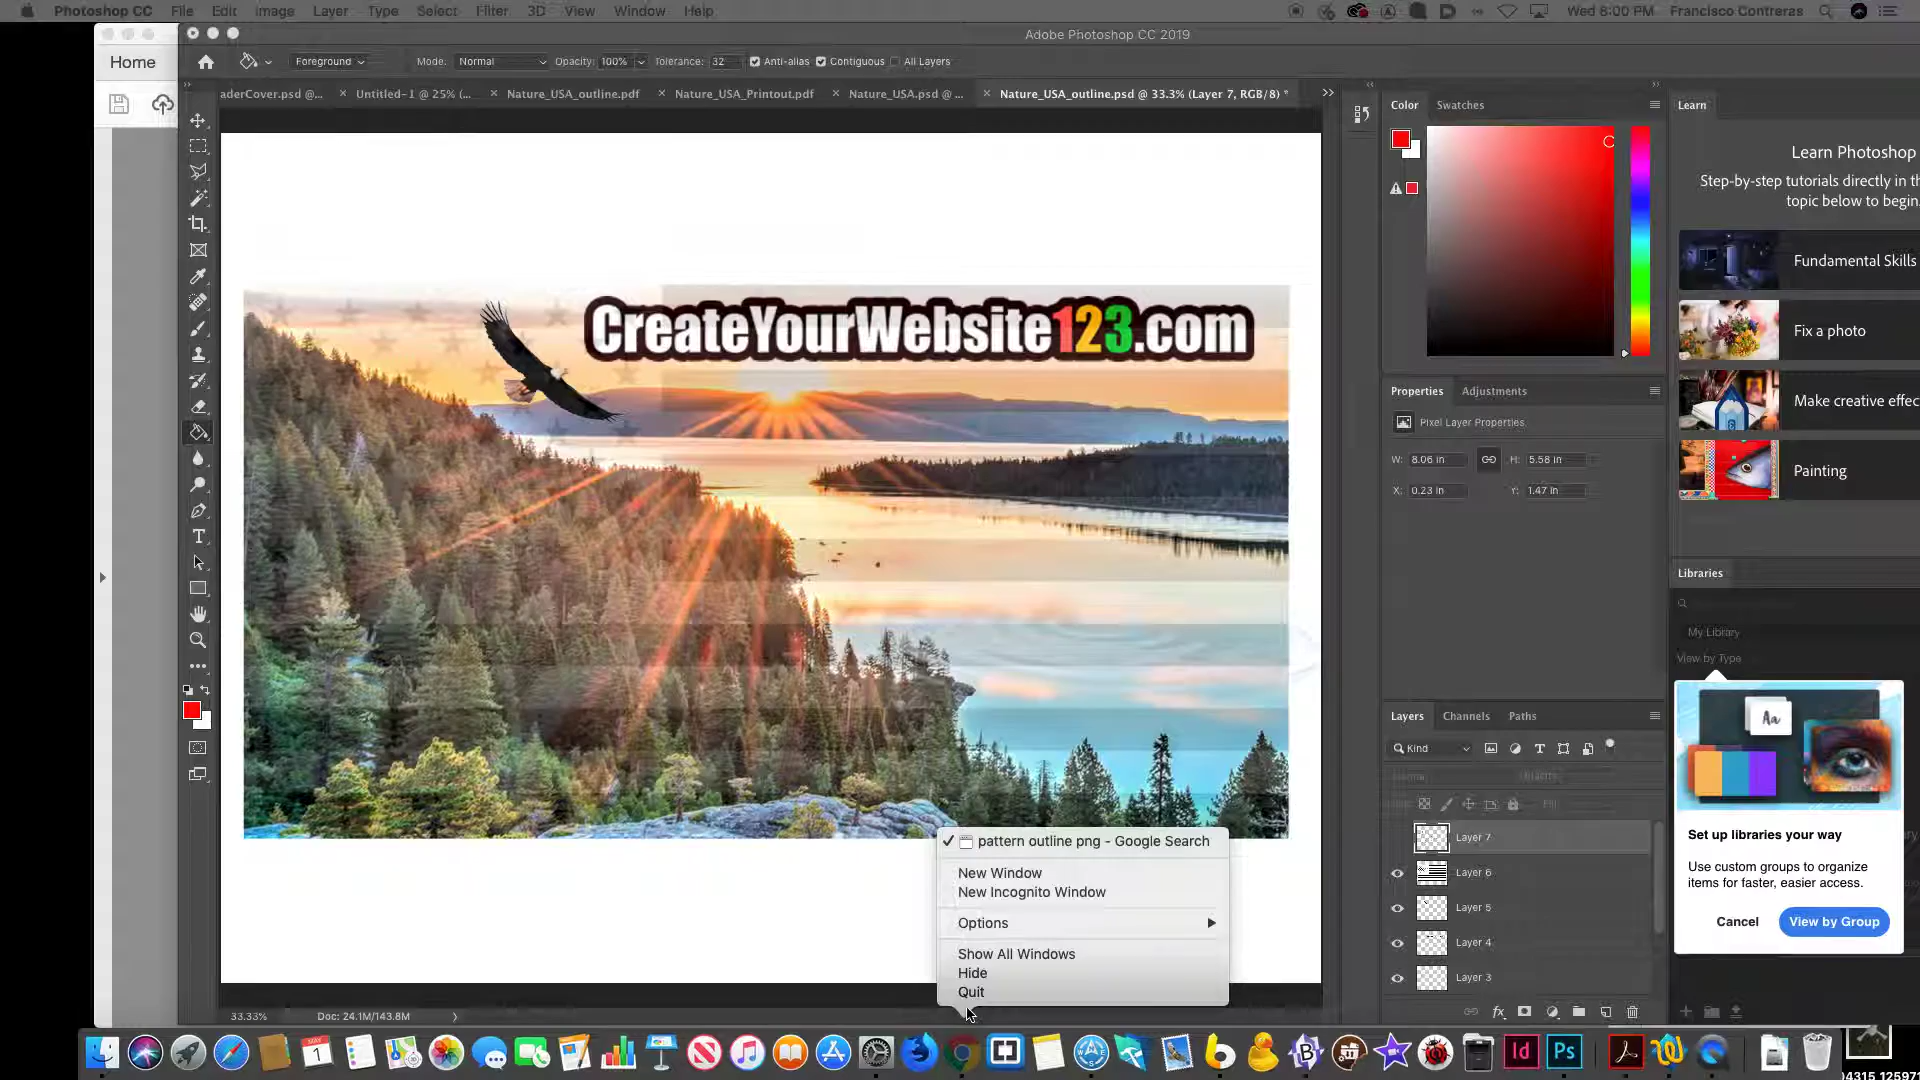 Photoshop CC File Edit Image Layer Type Select Filter 3D View Window Help Wed 8:00 PM Francisco Contreras
Adobe Photoshop CC 2019
Home
Foreground Mode: Normal Opacity: 100% Tolerance: 32 Anti-alias Contiguous All Layers
aderCover.psd @... Untitled-1 @ 25% (... Nature_USA_outline.pdf Nature_USA_Printout.pdf Nature_USA.psd @ ... Nature_USA_outline.psd @ 33.3% (Layer 7, RGB/8) *
CreateYourWebsite123.com
Color Swatches
Learn
Learn Photoshop
Step-by-step tutorials directly in th
topic below to begin.
Fundamental Skills
Fix a photo
Make creative effec
Painting
Properties Adjustments
Pixel Layer Properties
W: 8.06 in H: 5.58 in
X: 0.23 in Y: 1.47 in
Libraries
My Library
View by Type
Aa
Set up libraries your way
Use custom groups to organize
items for faster, easier access.
Cancel View by Group
Layers Channels Paths
Kind
Fill
Layer 7
Layer 6
Layer 5
Layer 4
Layer 3
pattern outline png - Google Search
New Window
New Incognito Window
Options
Show All Windows
Hide
Quit
33.33% Doc: 24.1M/143.8M
1
Id Ps
04315 125971